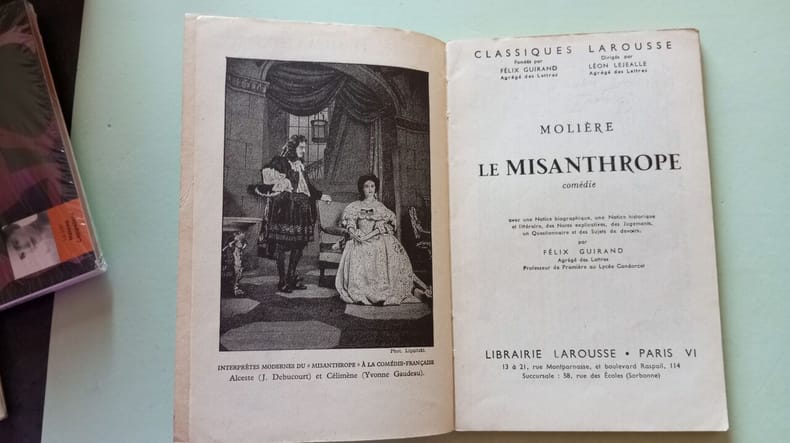 Phot. Lipnitzki.
INTERPRÈTES MODERNES DU « MISANTHROPE » À LA COMÉDIE-FRANÇAISE
Alceste (J. Debucourt) et Célimène (Yvonne Gaudeau).
CLASSIQUES LAROUSSE
Fondés par
FÉLIX GUIRAND
Agrégé des Lettres
Dirigés par
LÉON LEJEALLE
Agrégé des Lettres
MOLIÈRE
LE MISANTHROPE
comédie
avec une Notice biographique, une Notice historique
et littéraire, des Notes explicatives, des Jugements,
un Questionnaire et des Sujets de devoirs,
par
FÉLIX GUIRAND
Agrégé des Lettres
Professeur de Première au Lycée Condorcet
LIBRAIRIE LAROUSSE • PARIS VI
13 à 21, rue Montparnasse, et boulevard Raspail, 114
Succursale : 58, rue des Écoles (Sorbonne)